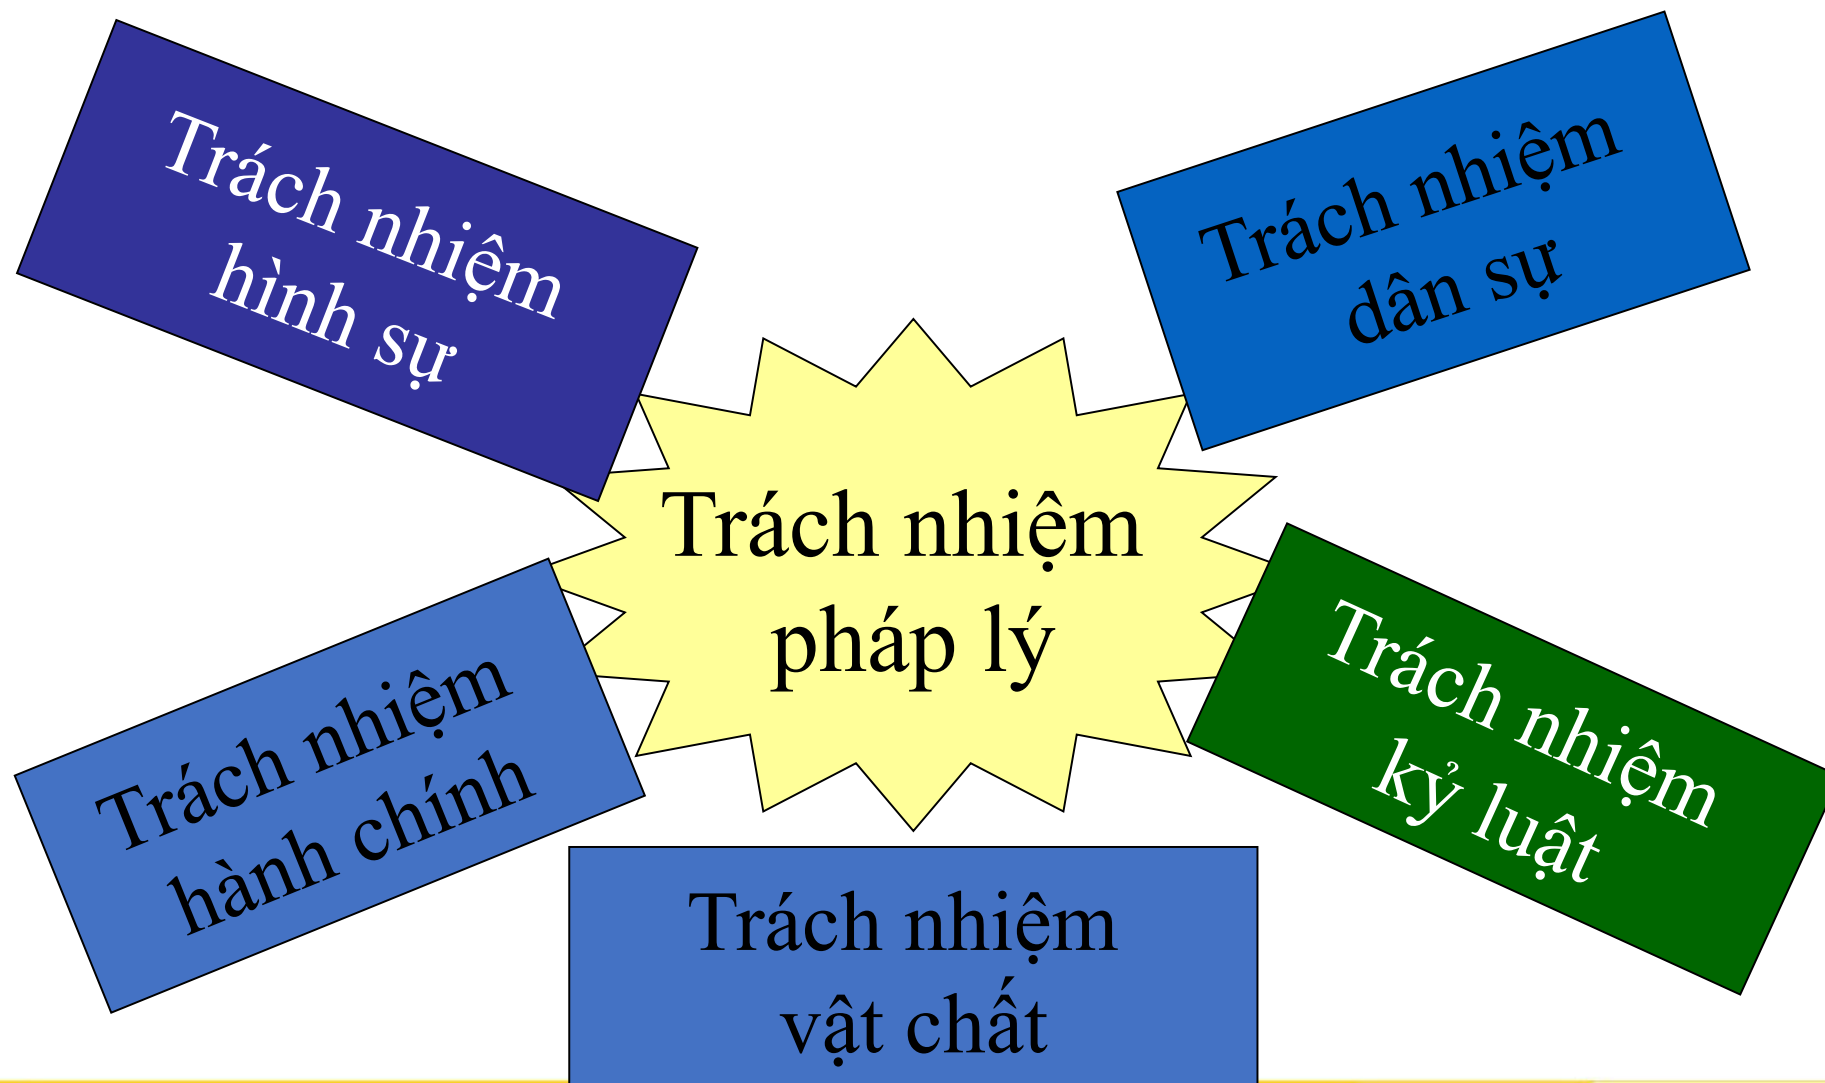 Trách nhiệm
hình sự
Trách nhiệm
dân sự
Trách nhiệm
pháp lý
Trách nhiệm
hành chính
Trách nhiệm
kỷ luật
Trách nhiệm
vật chất